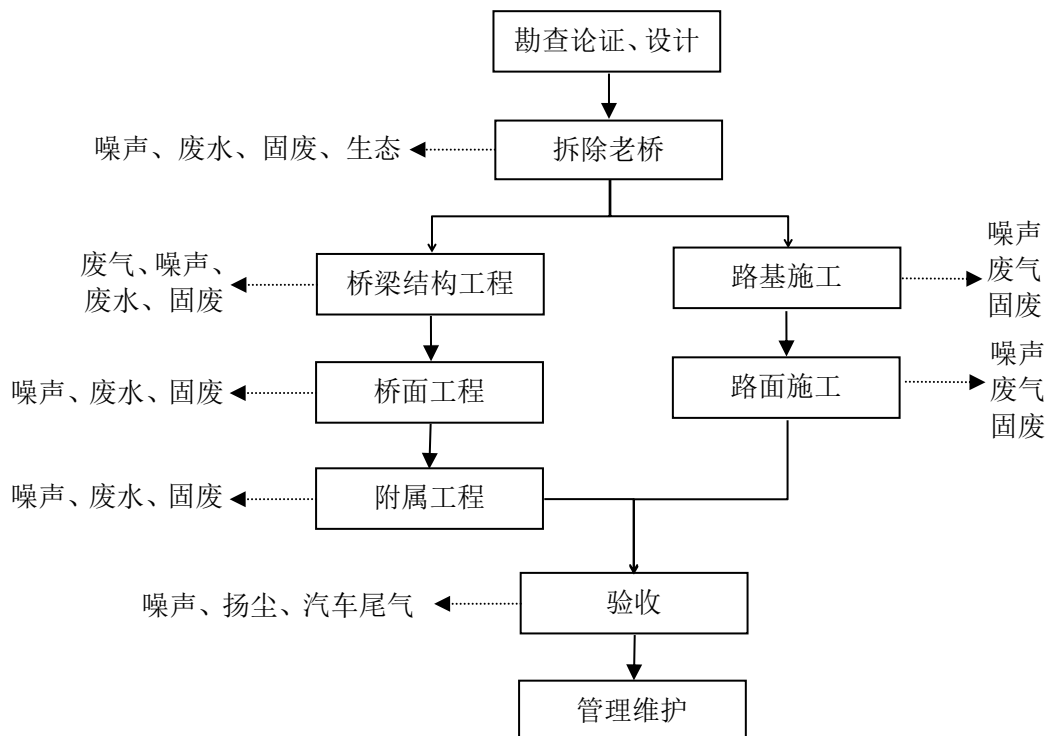 勘查论证、设计
噪声、废水、固废、生态
拆除老桥
废气、噪声、
废水、固废
桥梁结构工程
路基施工
噪声
废气
固废
噪声、废水、固废
桥面工程
路面施工
噪声
废气
固废
噪声、废水、固废
附属工程
噪声、扬尘、汽车尾气
验收
管理维护